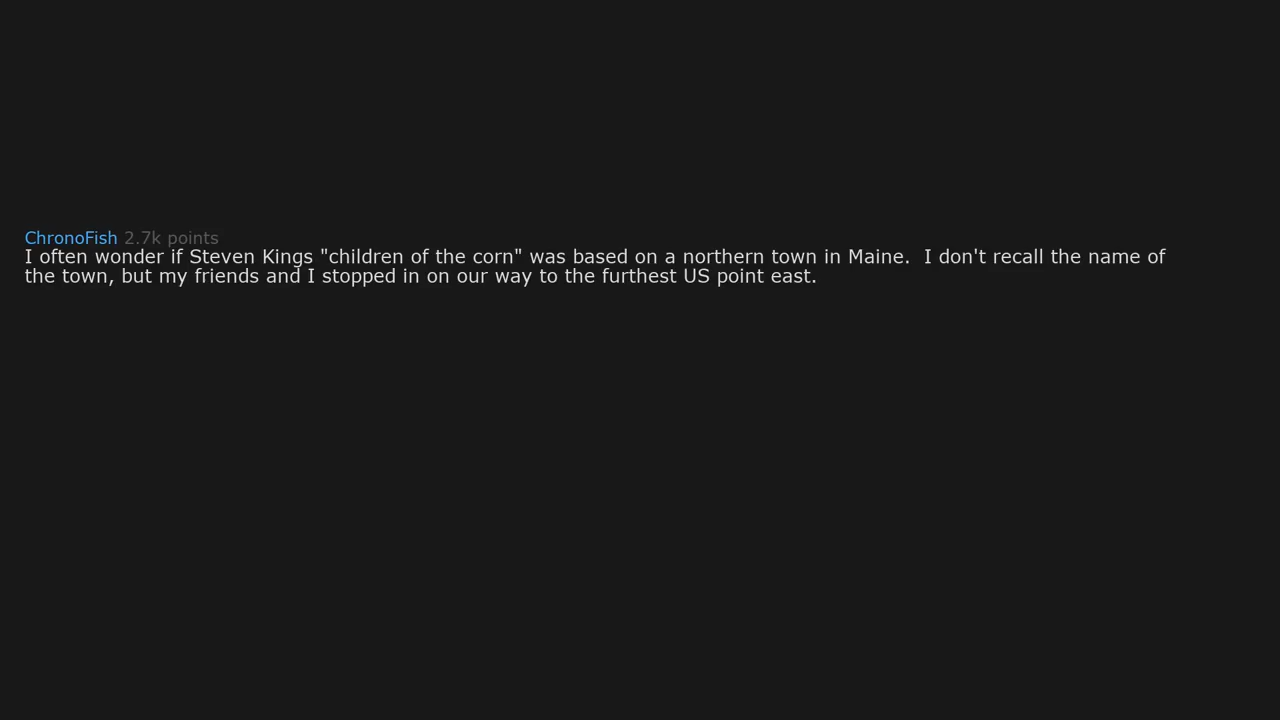 ChronoFish 2.7k points
I often wonder if Steven Kings "children of the corn" was based on a northern town in Maine.  I don't recall the name of
the town, but my friends and I stopped in on our way to the furthest US point east.